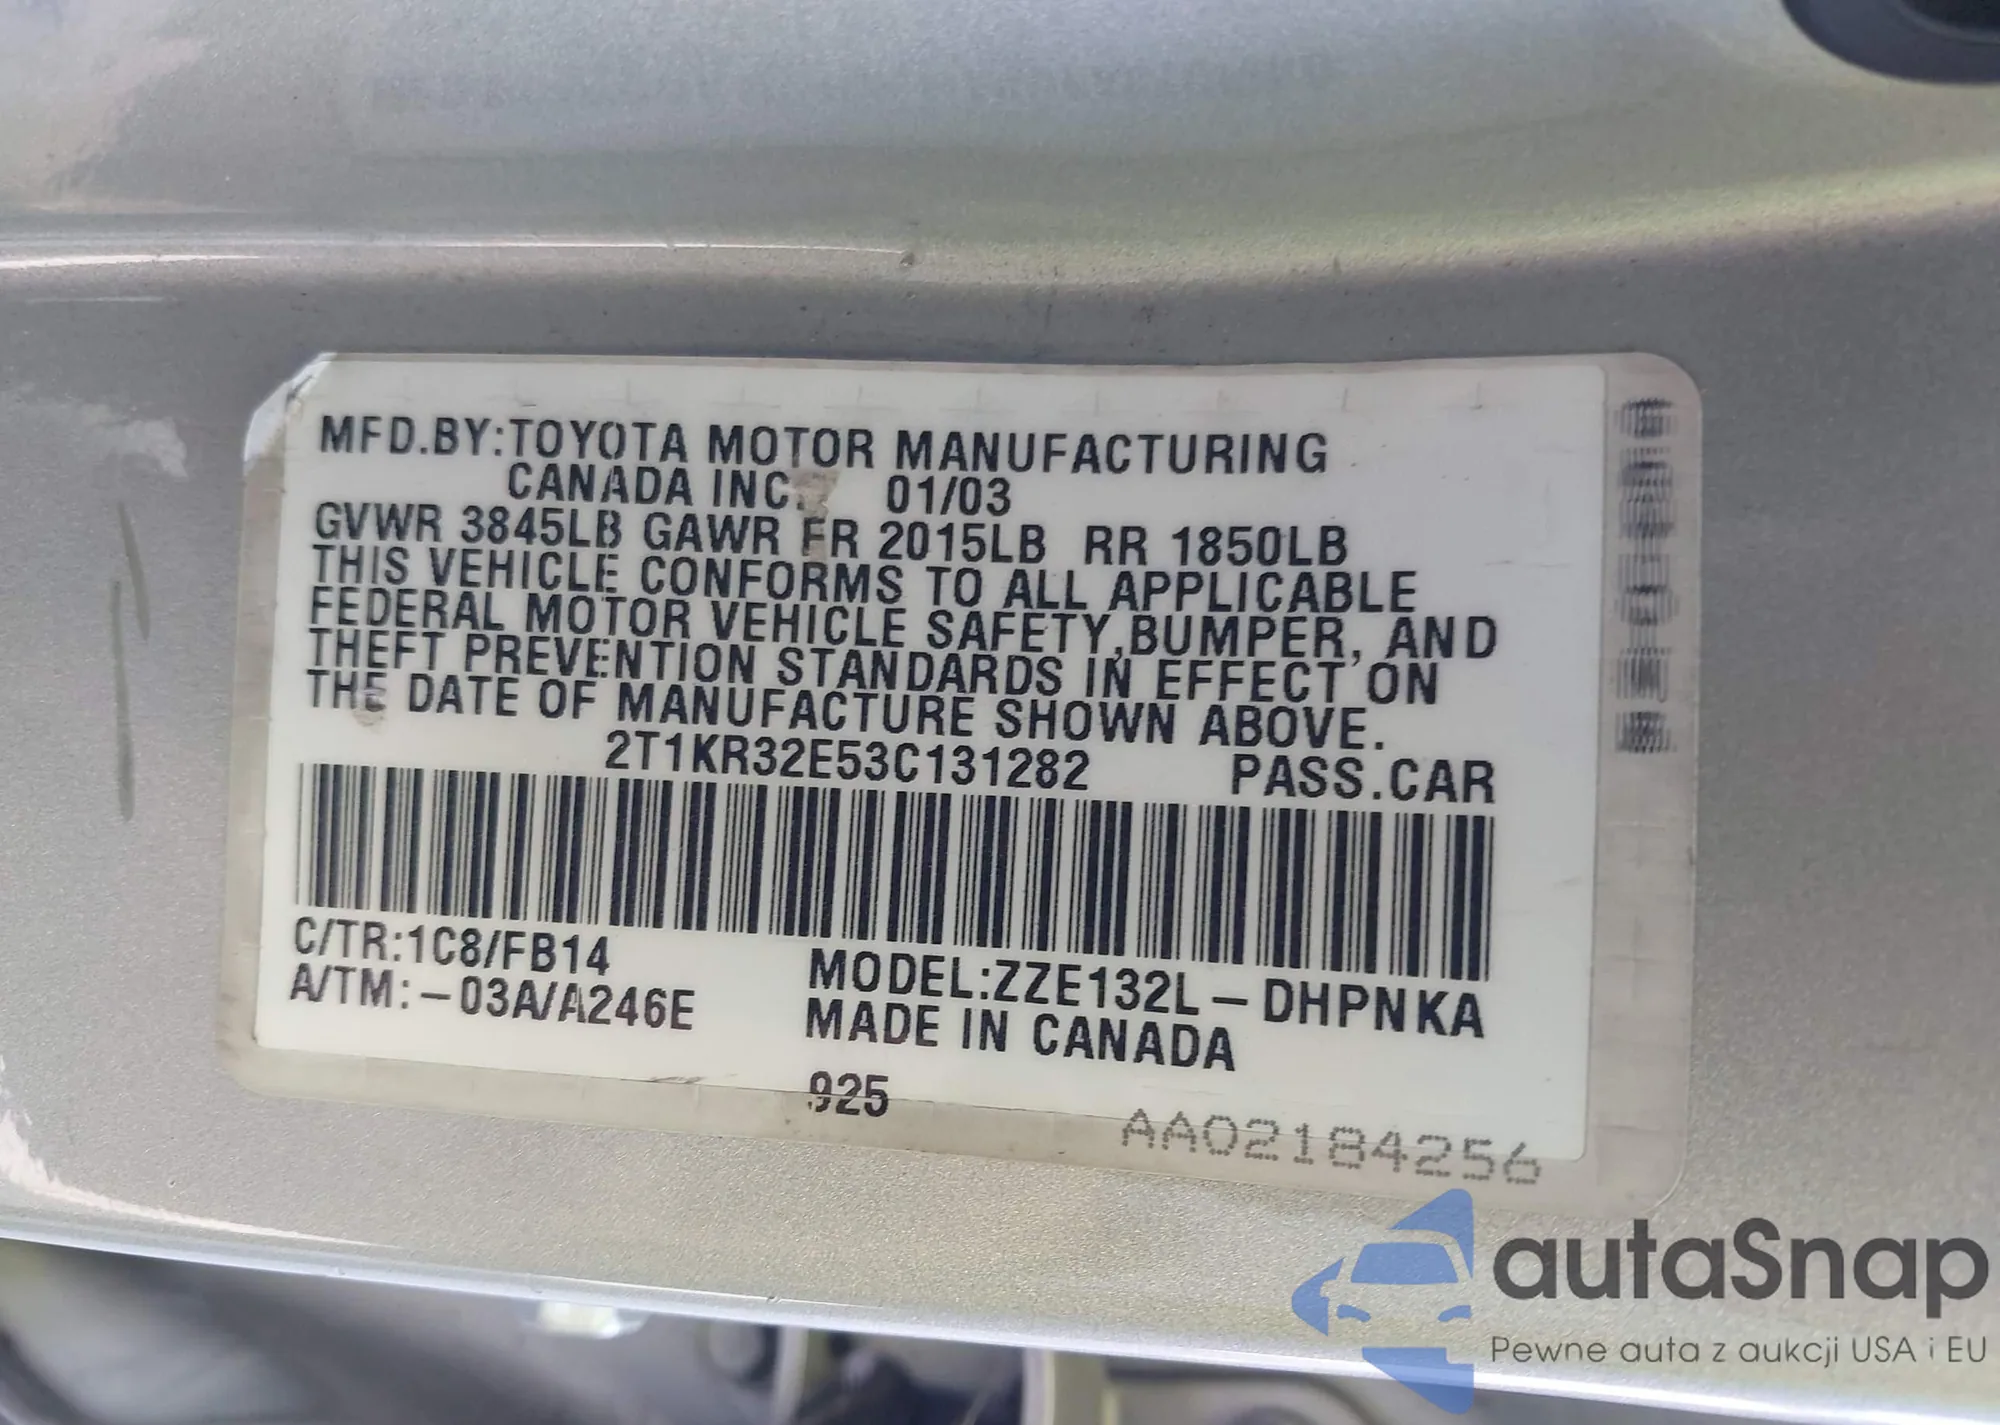 MFD.BY:TOYOTA MOTOR MANUFACTURING
CANADA INC. 01/03
GVWR 3845LB GAWR FR 2015LB RR 1850LB
THIS VEHICLE CONFORMS TO ALL APPLICABLE
FEDERAL MOTOR VEHICLE SAFETY,BUMPER, AND
THEFT PREVENTION STANDARDS IN EFFECT ON
THE DATE OF MANUFACTURE SHOWN ABOVE.
2T1KR32E53C131282 PASS.CAR
C/TR:1C8/FB14
A/TM:-03A/A246E
MODEL:ZZE132L-DHPNKA
MADE IN CANADA
925
AA02184256
autaSnap
Pewne auta z aukcji USA i EU